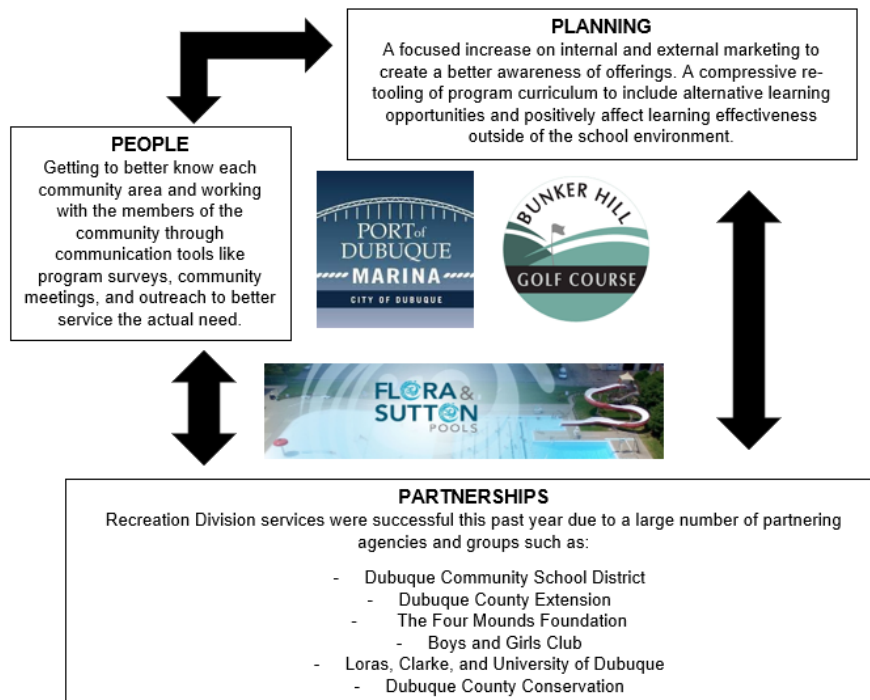 PLANNING
A focused increase on internal and external marketing to
create a better awareness of offerings. A compressive re-
tooling of program curriculum to include alternative learning
opportunities and positively affect learning effectiveness
outside of the school environment.
PEOPLE
Getting to better know each
community area and working
with the members of the
community through
communication tools like
program surveys, community
meetings, and outreach to better
service the actual need.
PORT of
DUBUQUE
MARINA
CITY OF DUBUQUE
BUNKER HILL
GOLF COURSE
FLORA &
SUTTON
POOLS
PARTNERSHIPS
Recreation Division services were successful this past year due to a large number of partnering
agencies and groups such as:
- Dubuque Community School District
- Dubuque County Extension
- The Four Mounds Foundation
- Boys and Girls Club
- Loras, Clarke, and University of Dubuque
- Dubuque County Conservation